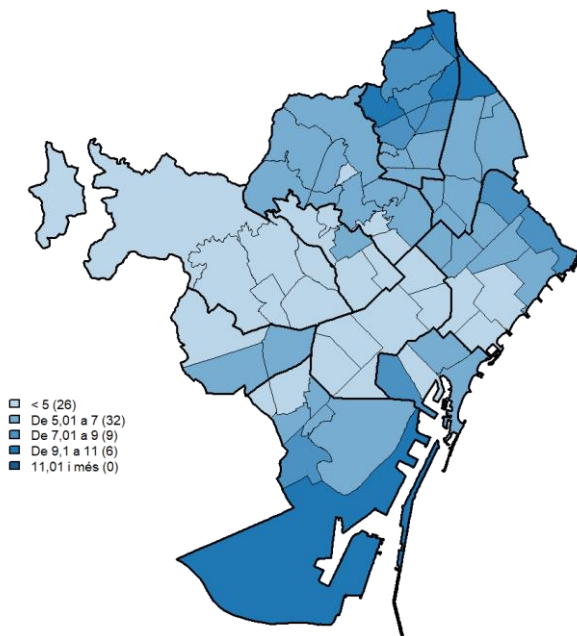 < 5 (26)
De 5,01 a 7 (32)
De 7,01 a 9 (9)
De 9,1 a 11 (6)
11,01 i més (0)